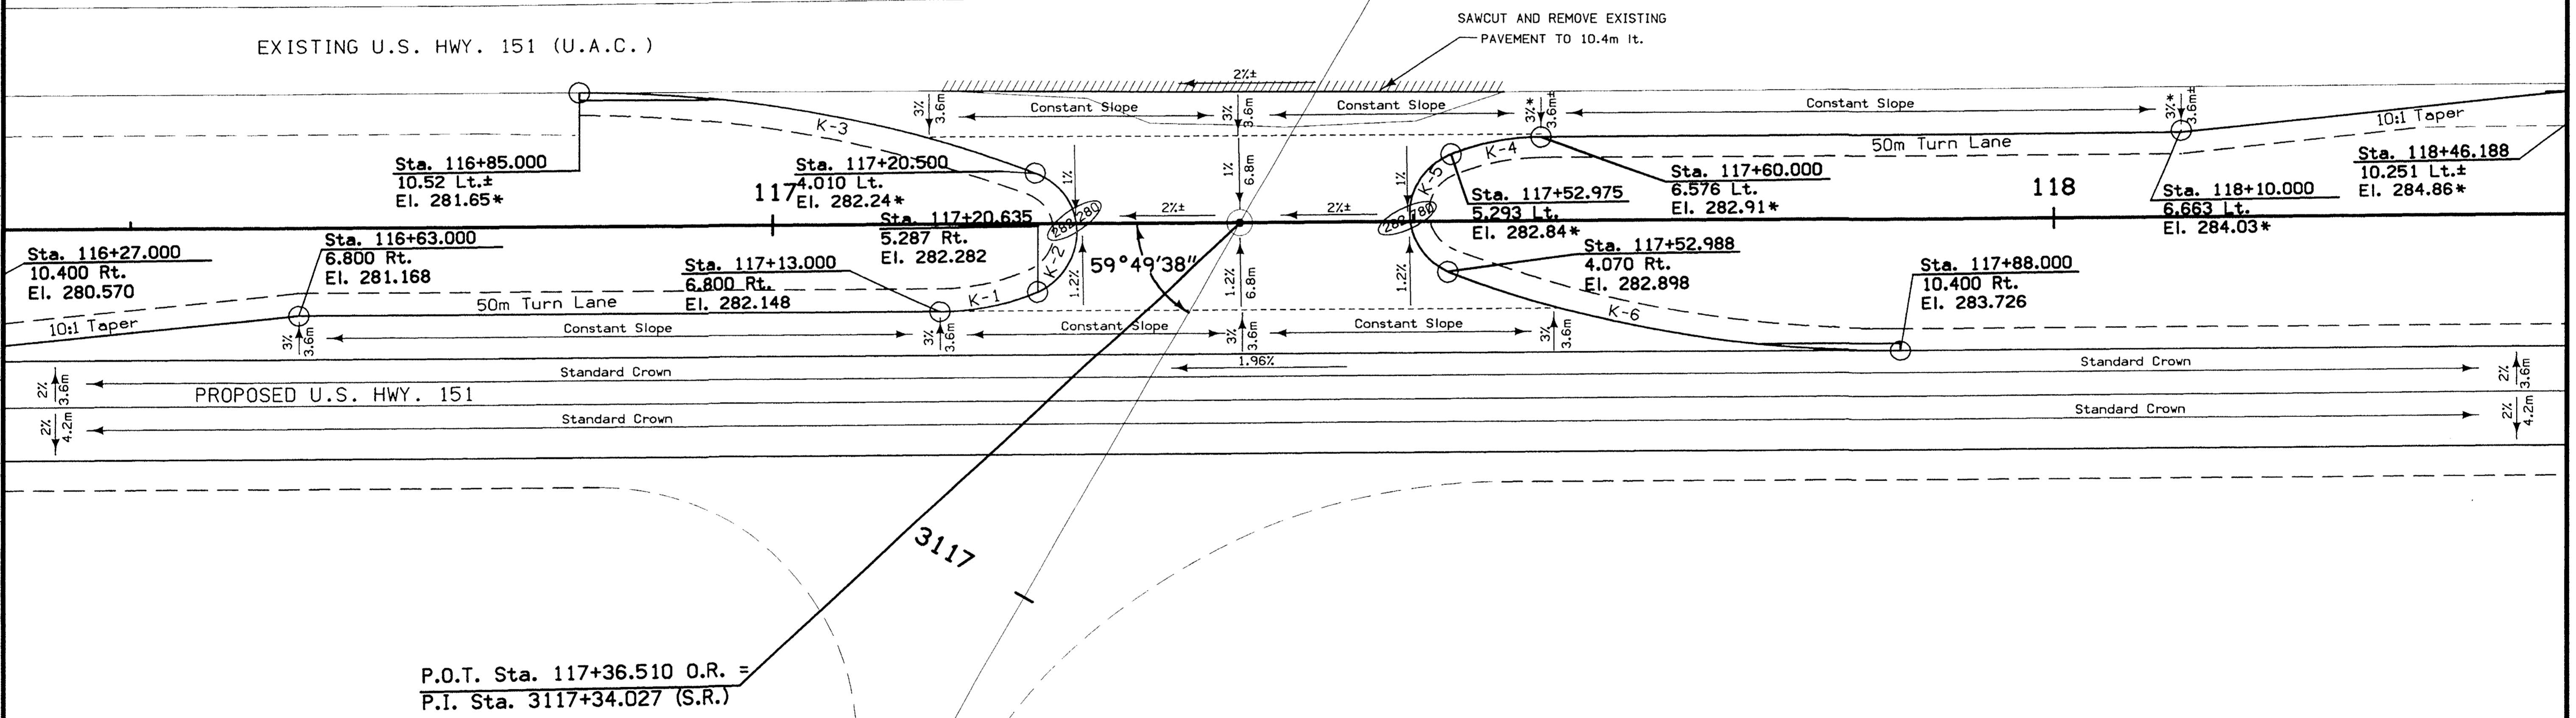 SAWCUT AND REMOVE EXISTING
PAVEMENT TO 10.4m lt.
EXISTING U.S. HWY. 151 (U.A.C.)
2%±
3%
3.6m
Constant Slope
3%
3.6m
Constant Slope
3%*
3.6m±
Constant Slope
3%*
3.6m±
10:1 Taper
K-3
K-4
50m Turn Lane
Sta. 116+85.000
10.52 Lt.±
El. 281.65*
117
Sta. 117+20.500
4.010 Lt.
El. 282.24*
1%
1%
6.8m
1%
K-5
Sta. 117+52.975
5.293 Lt.
El. 282.84*
Sta. 117+60.000
6.576 Lt.
El. 282.91*
118
Sta. 118+10.000
6.663 Lt.
El. 284.03*
Sta. 118+46.188
10.251 Lt.±
El. 284.86*
2%±
2%±
Sta. 116+27.000
10.400 Rt.
El. 280.570
Sta. 116+63.000
6.800 Rt.
El. 281.168
Sta. 117+13.000
6.800 Rt.
El. 282.148
Sta. 117+20.635
5.287 Rt.
El. 282.282
K-2
1.2%
59°49'38"
1.2%
6.8m
1.2%
Sta. 117+52.988
4.070 Rt.
El. 282.898
Sta. 117+88.000
10.400 Rt.
El. 283.726
10:1 Taper
50m Turn Lane
K-1
K-6
3%
3.6m
Constant Slope
3%
3.6m
Constant Slope
3%
3.6m
Constant Slope
3%
3.6m
1.96%
2%
3.6m
Standard Crown
Standard Crown
2%
3.6m
PROPOSED U.S. HWY. 151
2%
4.2m
Standard Crown
Standard Crown
2%
4.2m
3117
P.O.T. Sta. 117+36.510 O.R. =
P.I. Sta. 3117+34.027 (S.R.)